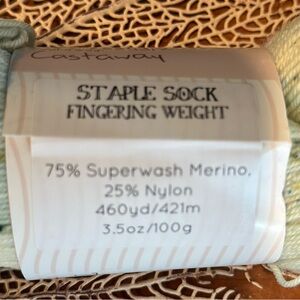 Castaway
STAPLE SOCK
FINGERING WEIGHT
75% Superwash Merino,
25% Nylon
460yd/421m
3.5oz/100g